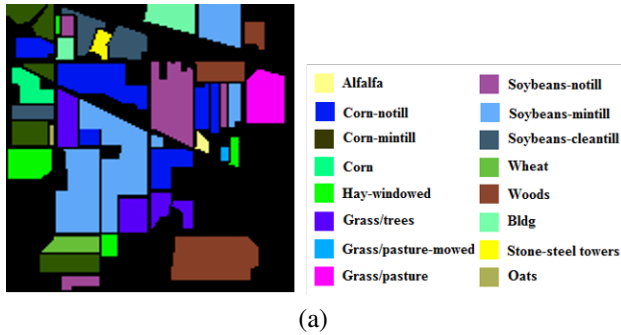 Alfalfa
Corn-notill
Corn-mintill
Corn
Hay-windowed
Grass/trees
Grass/pasture-mowed
Grass/pasture
Soybeans-notill
Soybeans-mintill
Soybeans-cleantill
Wheat
Woods
Bldg
Stone-steel towers
Oats
(a)